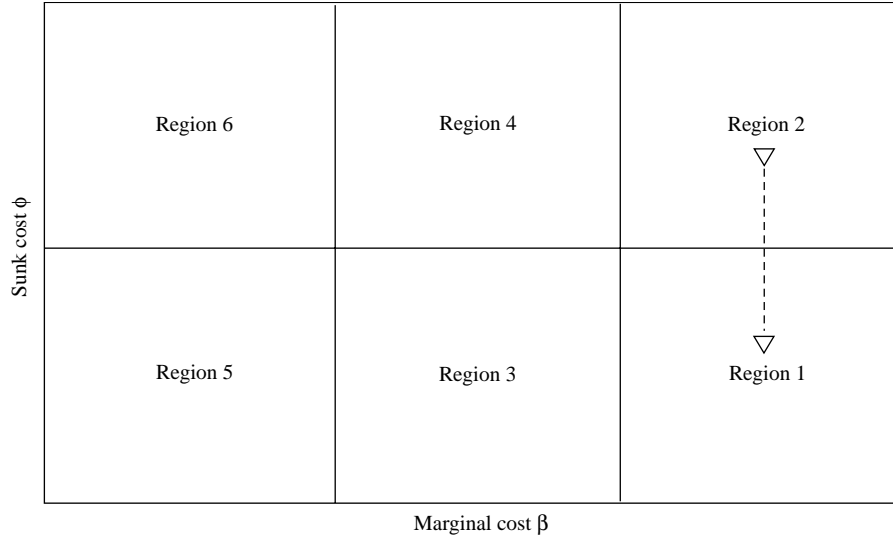 Region 6
Region 4
Region 2
Sunk cost ϕ
Region 5
Region 3
Region 1
Marginal cost β